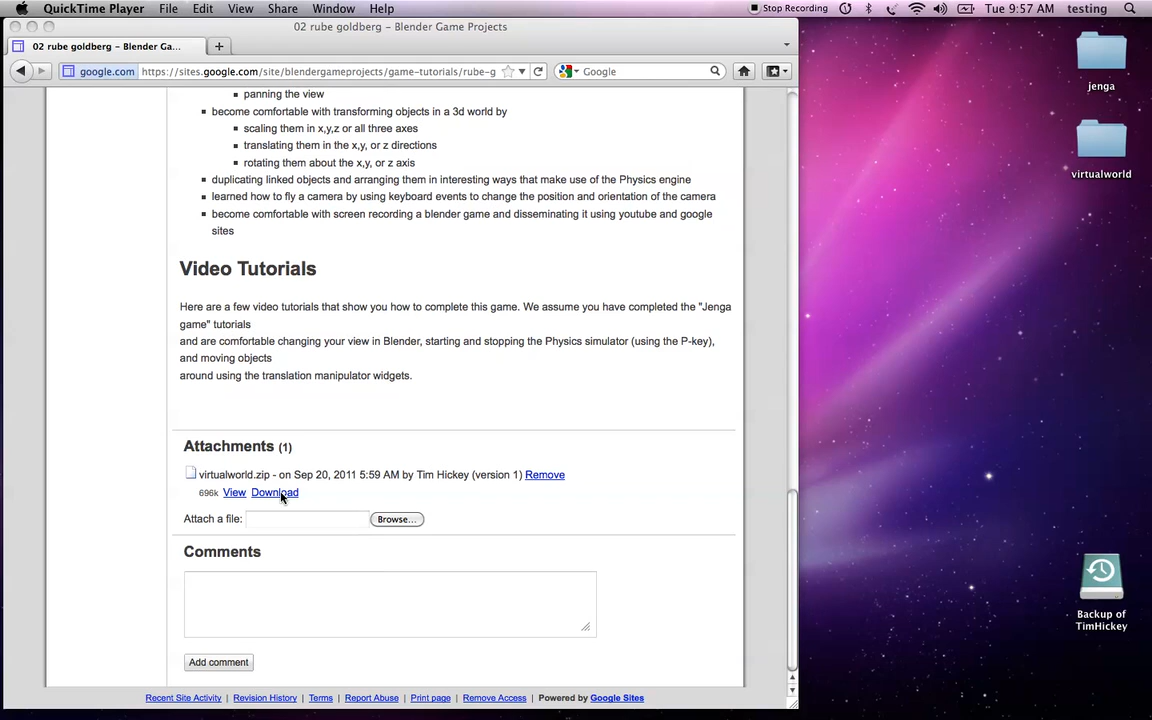 QuickTime Player File Edit View Share Window Help Stop Recording Tue 9:57 AM testing
02 rube goldberg – Blender Game Projects
02 rube goldberg – Blender Ga...
google.com https://sites.google.com/site/blendergameprojects/game-tutorials/rube-g Google
panning the view
become comfortable with transforming objects in a 3d world by
scaling them in x,y,z or all three axes
translating them in the x,y, or z directions
rotating them about the x,y, or z axis
duplicating linked objects and arranging them in interesting ways that make use of the Physics engine
learned how to fly a camera by using keyboard events to change the position and orientation of the camera
become comfortable with screen recording a blender game and disseminating it using youtube and google
sites
Video Tutorials
Here are a few video tutorials that show you how to complete this game. We assume you have completed the "Jenga
game" tutorials
and are comfortable changing your view in Blender, starting and stopping the Physics simulator (using the P-key),
and moving objects
around using the translation manipulator widgets.
Attachments (1)
virtualworld.zip - on Sep 20, 2011 5:59 AM by Tim Hickey (version 1) Remove
696k View Download
Attach a file: Browse...
Comments
Add comment
Recent Site Activity | Revision History | Terms | Report Abuse | Print page | Remove Access | Powered by Google Sites
jenga
virtualworld
Backup of
TimHickey